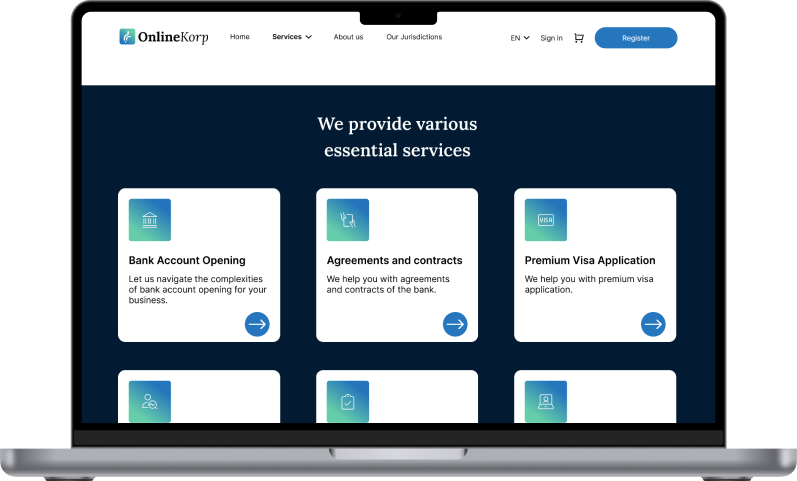 OnlineKorp
Home
Services
About us
Our Jurisdictions
EN
Sign in
Register
We provide various
essential services
Bank Account Opening
Let us navigate the complexities
of bank account opening for your
business.
Agreements and contracts
We help you with agreements
and contracts of the bank.
VISA
Premium Visa Application
We help you with premium visa
application.